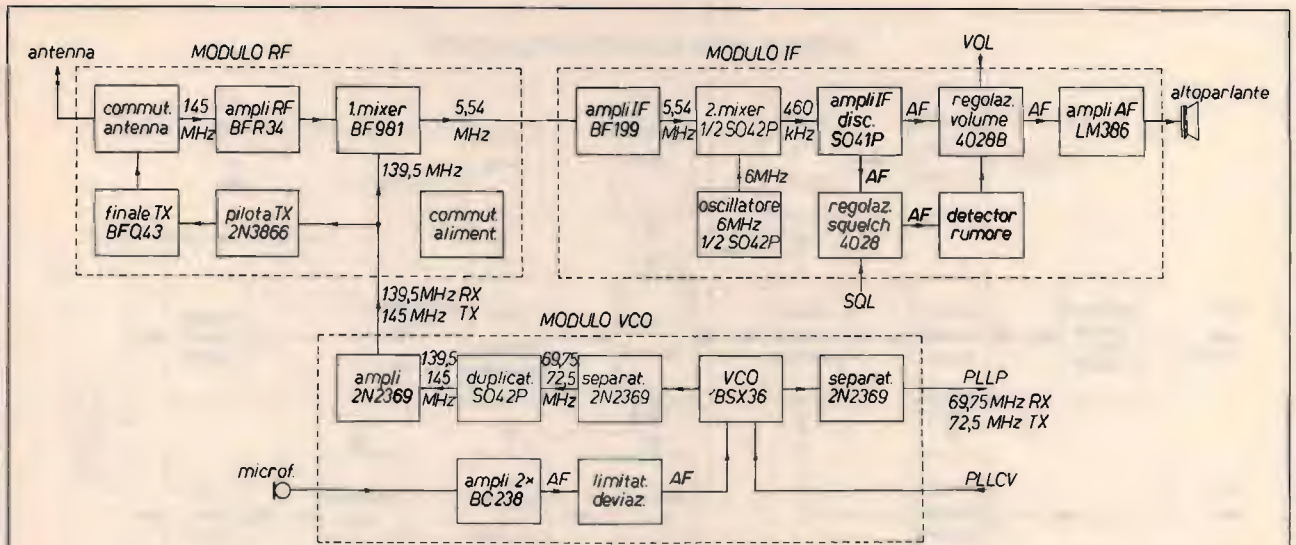 antenna
MODULO RF
commut.
antenna
145
MHz
ampli RF
BFR34
1.mixer
BF981
5,54
MHz
139,5 MHz
finale TX
BFQ43
pilota TX
2N3866
commut.
aliment.
MODULO IF
VOL
ampli IF
BF199
5,54
MHz
2.mixer
1/2 SO42P
460
kHz
ampli IF
disc.
SO41P
AF
regolaz.
volume
4028B
AF
ampli AF
LM386
altoparlante
6MHz
AF
oscillatore
6MHz
1/2 SO42P
regolaz.
squelch
4028
AF
detector
rumore
SQL
139,5 MHz RX
145 MHz TX
MODULO VCO
ampli
2N2369
139,5
145
MHz
duplicat.
SO42P
69,75
72,5
MHz
separat.
2N2369
VCO
BSX36
separat.
2N2369
PLLP
69,75 MHz RX
72,5 MHz TX
microf.
ampli 2×
BC238
AF
limitat.
deviaz.
AF
PLLCV